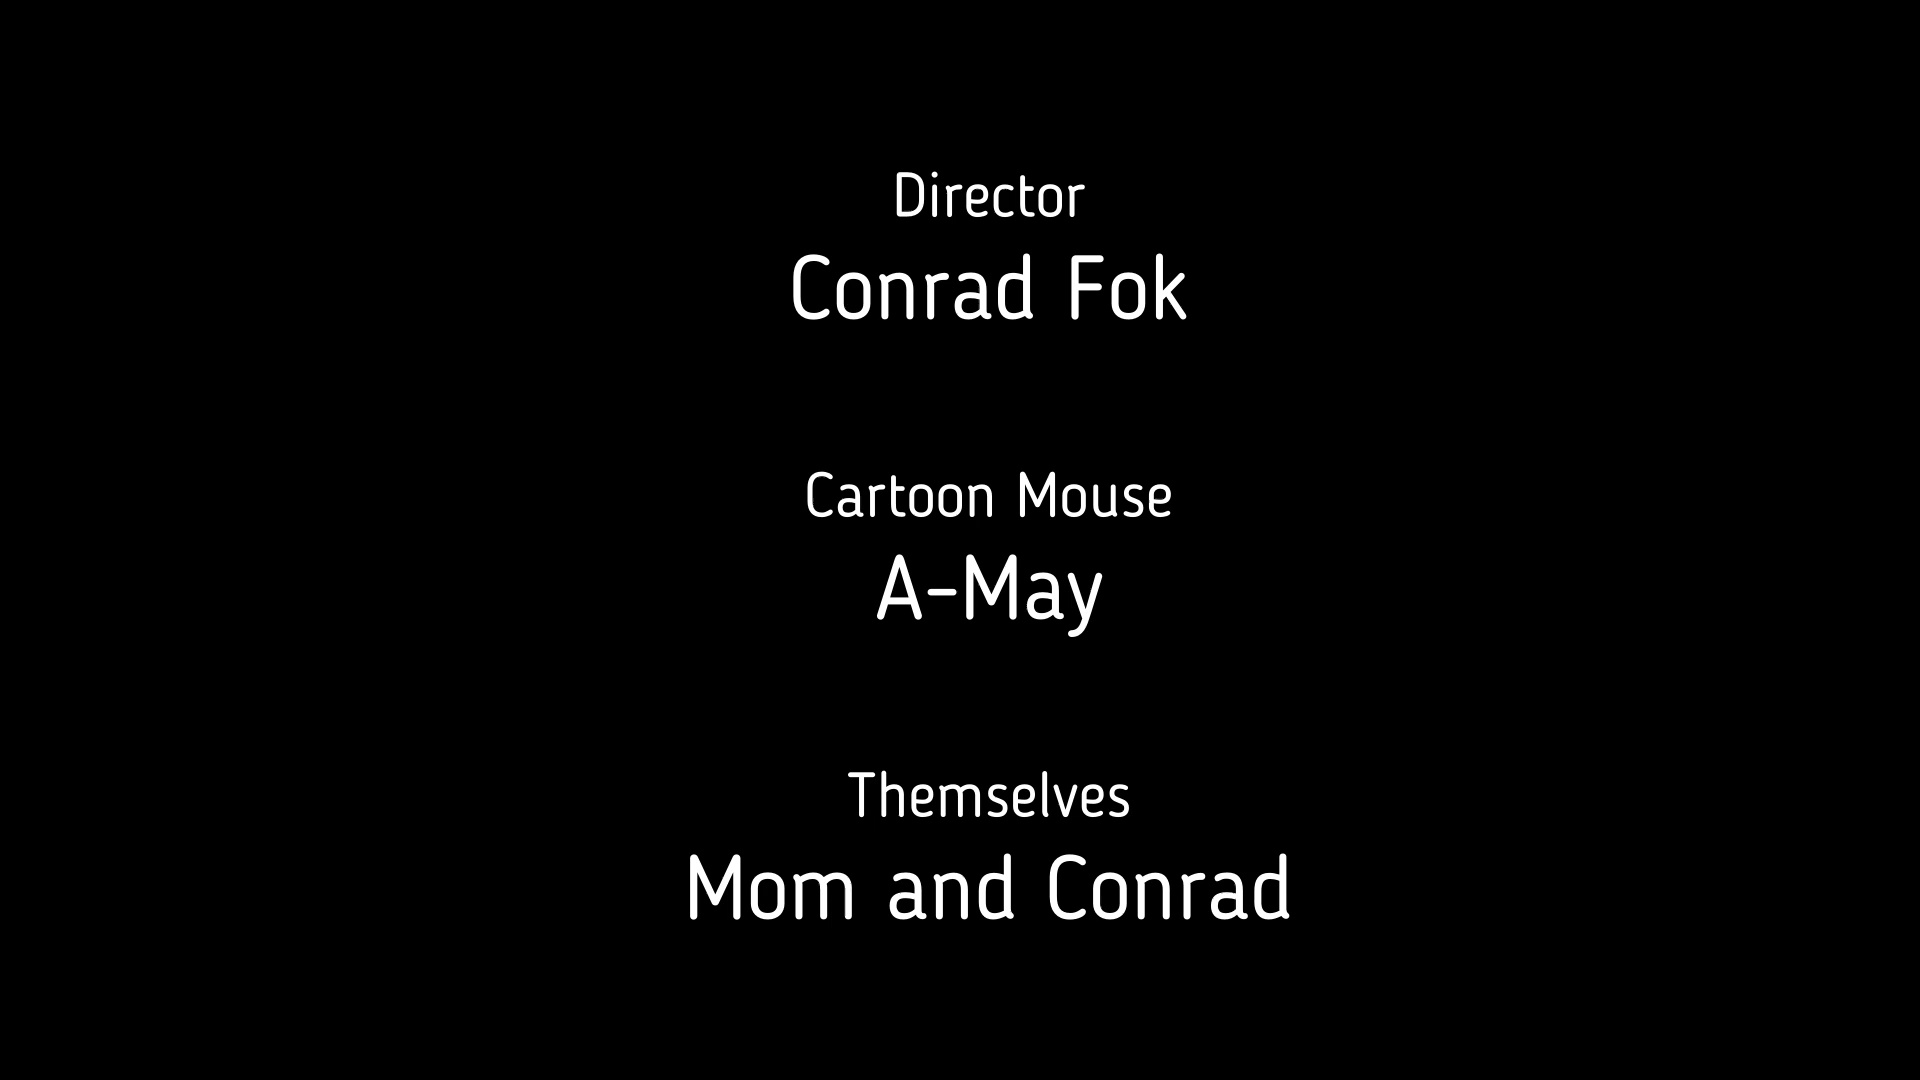 Director
Conrad Fok
Cartoon Mouse
A-May
Themselves
Mom and Conrad